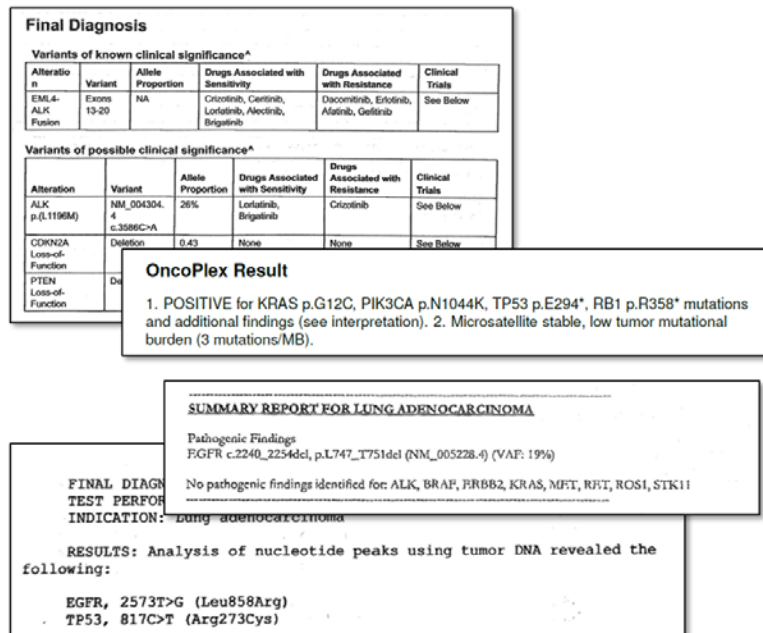 Final Diagnosis
Variants of known clinical significance^
Alteratio
n
Variant
Allele
Proportion
Drugs Associated with
Sensitivity
Drugs Associated
with Resistance
Clinical
Trials
EML4-
ALK
Fusion
Exons
13-20
NA
Crizotinib, Ceritinib,
Lorlatinib, Alectinib,
Brigatinib
Dacomitinib, Erlotinib,
Afatinib, Gefitinib
See Below
Variants of possible clinical significance^
Alteration
Variant
Allele
Proportion
Drugs Associated
with Sensitivity
Drugs
Associated with
Resistance
Clinical
Trials
ALK
p.(L1196M)
NM_004304.
4
c.3586C>A
26%
Lorlatinib,
Brigatinib
Crizotinib
See Below
CDKN2A
Loss-of-
Function
Deletion
0.43
None
None
See Below
PTEN
Loss-of-
Function
De
OncoPlex Result
1. POSITIVE for KRAS p.G12C, PIK3CA p.N1044K, TP53 p.E294*, RB1 p.R358* mutations
and additional findings (see interpretation). 2. Microsatellite stable, low tumor mutational
burden (3 mutations/MB).
SUMMARY REPORT FOR LUNG ADENOCARCINOMA
Pathogenic Findings
EGFR c.2240_2254del, p.L747_T751del (NM_005228.4) (VAF: 19%)
No pathogenic findings identified for: ALK, BRAF, ERBB2, KRAS, MET, RET, ROS1, STK11
FINAL DIAGN
TEST PERFOR
INDICATION: Lung adenocarcinoma
RESULTS: Analysis of nucleotide peaks using tumor DNA revealed the
following:
EGFR, 2573T>G (Leu858Arg)
TP53, 817C>T (Arg273Cys)